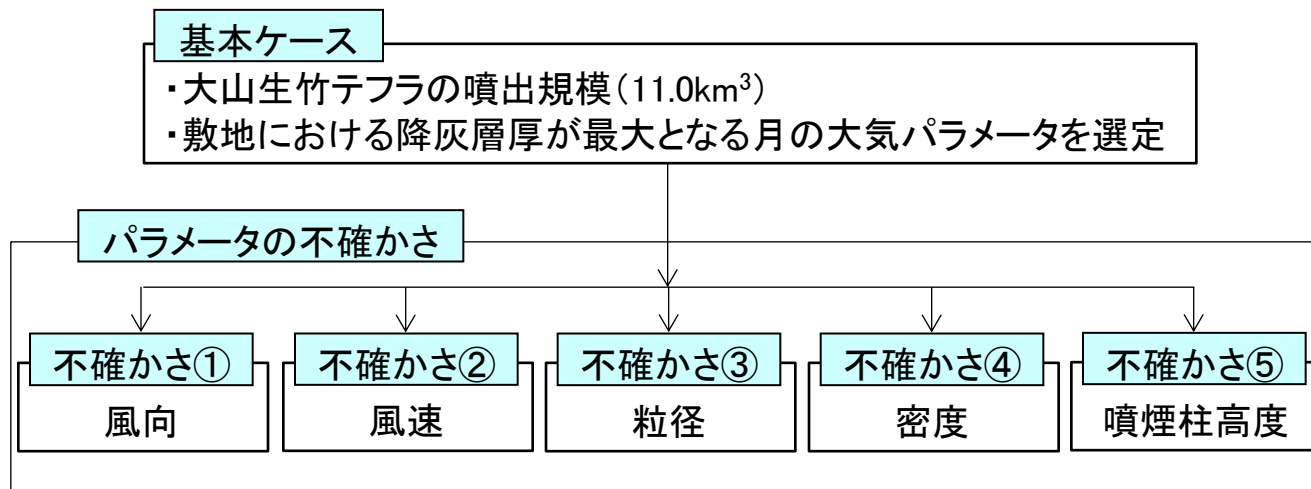 基本ケース
・大山生竹テフラの噴出規模(11.0km³)
・敷地における降灰層厚が最大となる月の大気パラメータを選定
パラメータの不確かさ
不確かさ①
風向
不確かさ②
風速
不確かさ③
粒径
不確かさ④
密度
不確かさ⑤
噴煙柱高度